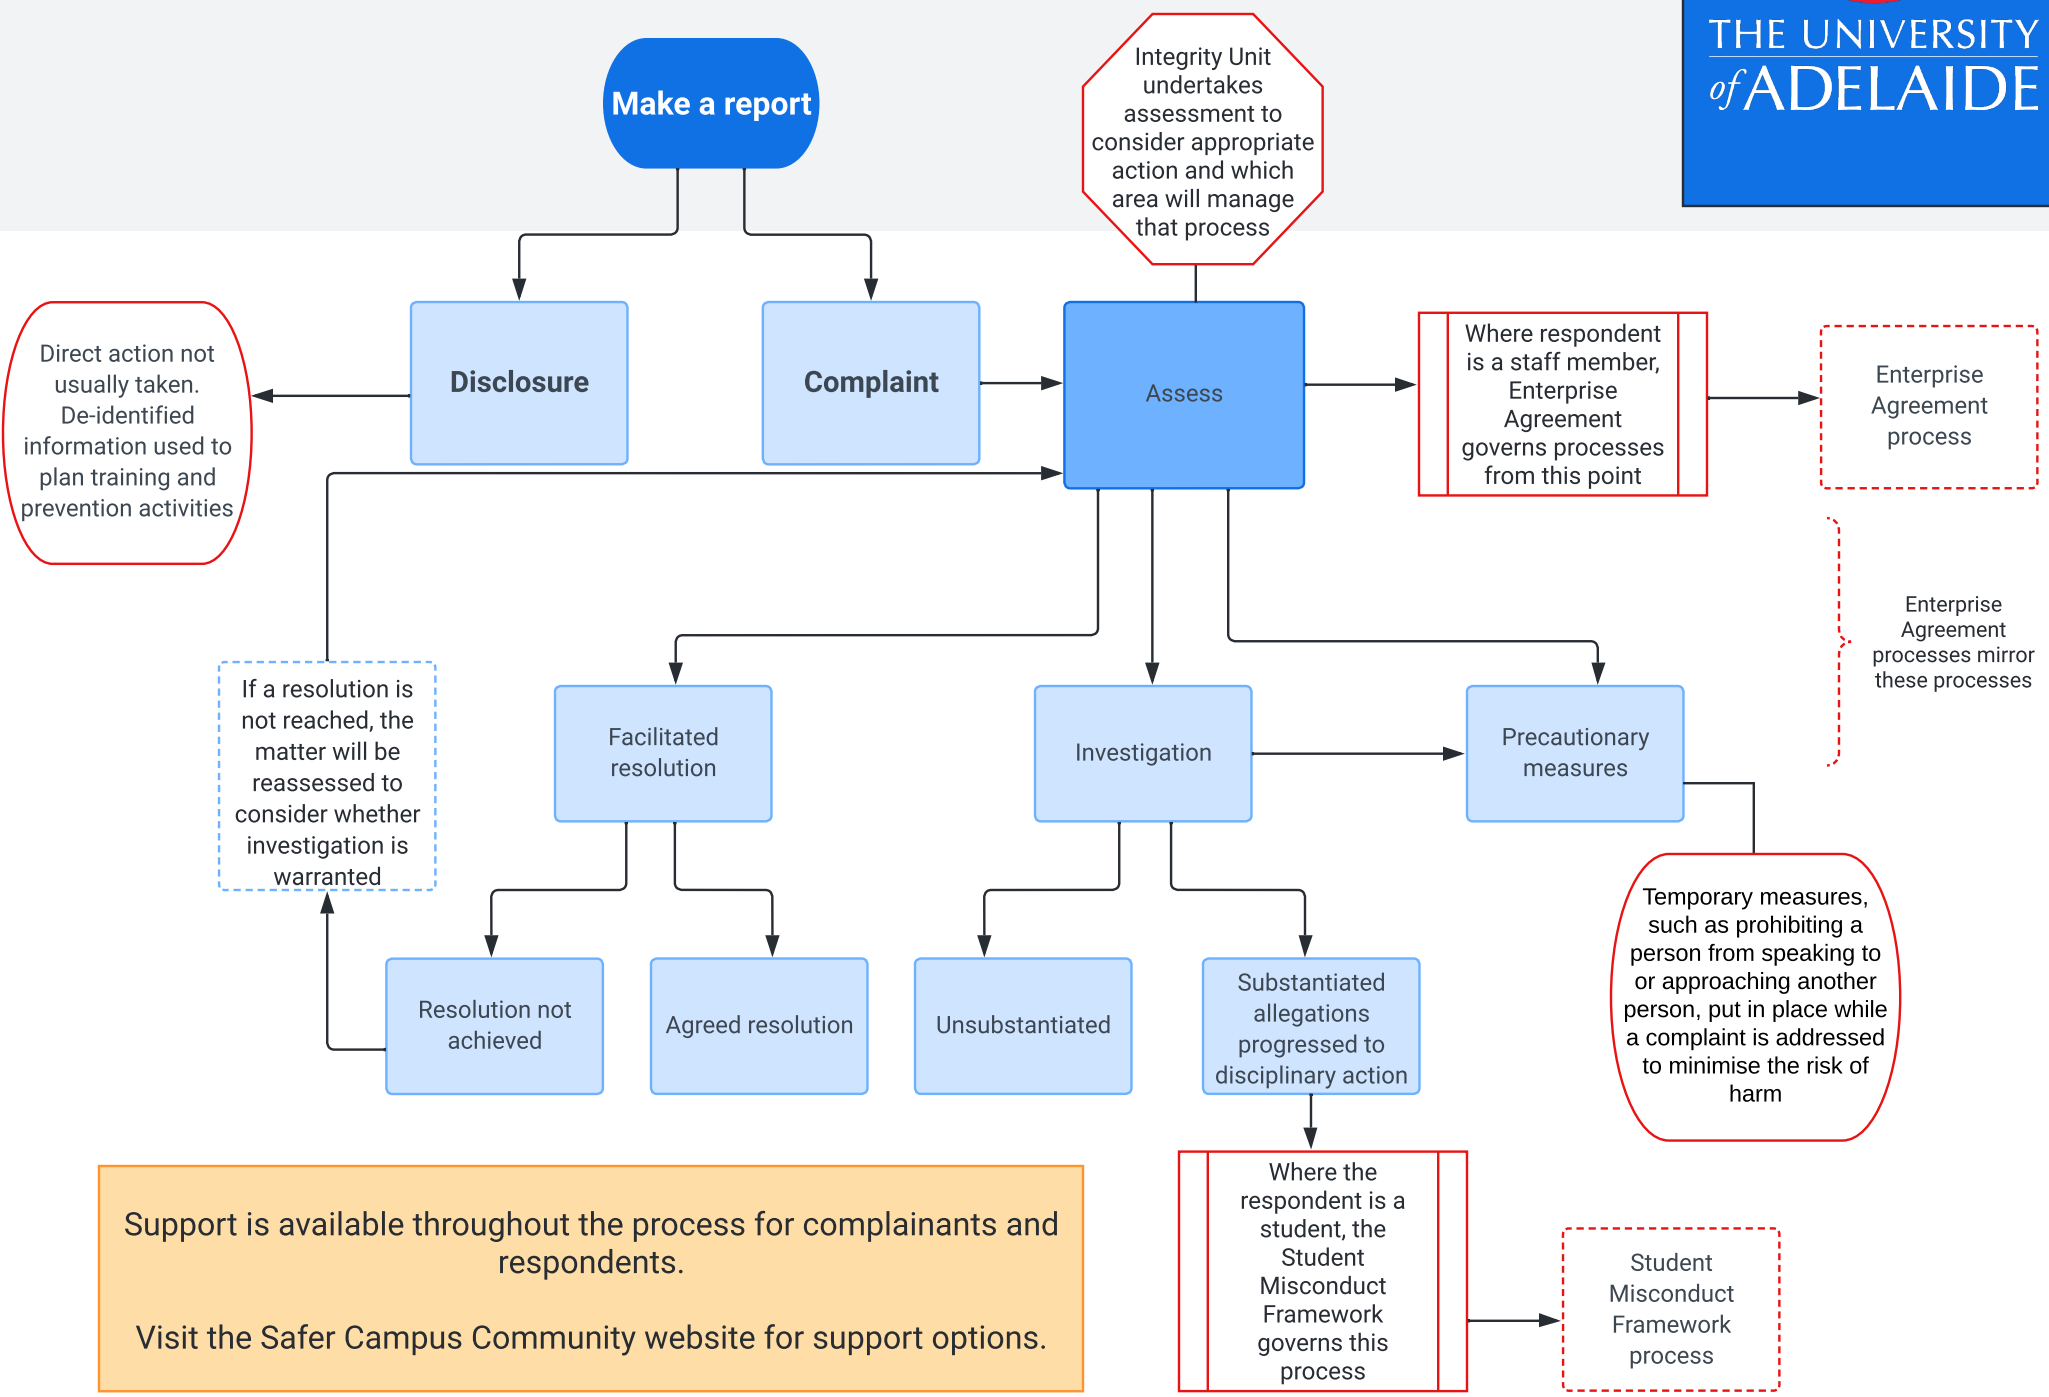 THE UNIVERSITY
of ADELAIDE
Make a report
Integrity Unit
undertakes
assessment to
consider appropriate
action and which
area will manage
that process
Direct action not
usually taken.
De-identified
information used to
plan training and
prevention activities
Disclosure
Complaint
Assess
Where respondent
is a staff member,
Enterprise
Agreement
governs processes
from this point
Enterprise
Agreement
process
Enterprise
Agreement
processes mirror
these processes
If a resolution is
not reached, the
matter will be
reassessed to
consider whether
investigation is
warranted
Facilitated
resolution
Investigation
Precautionary
measures
Resolution not
achieved
Agreed resolution
Unsubstantiated
Substantiated
allegations
progressed to
disciplinary action
Temporary measures,
such as prohibiting a
person from speaking to
or approaching another
person, put in place while
a complaint is addressed
to minimise the risk of
harm
Support is available throughout the process for complainants and
respondents.
Visit the Safer Campus Community website for support options.
Where the
respondent is a
student, the
Student
Misconduct
Framework
governs this
process
Student
Misconduct
Framework
process